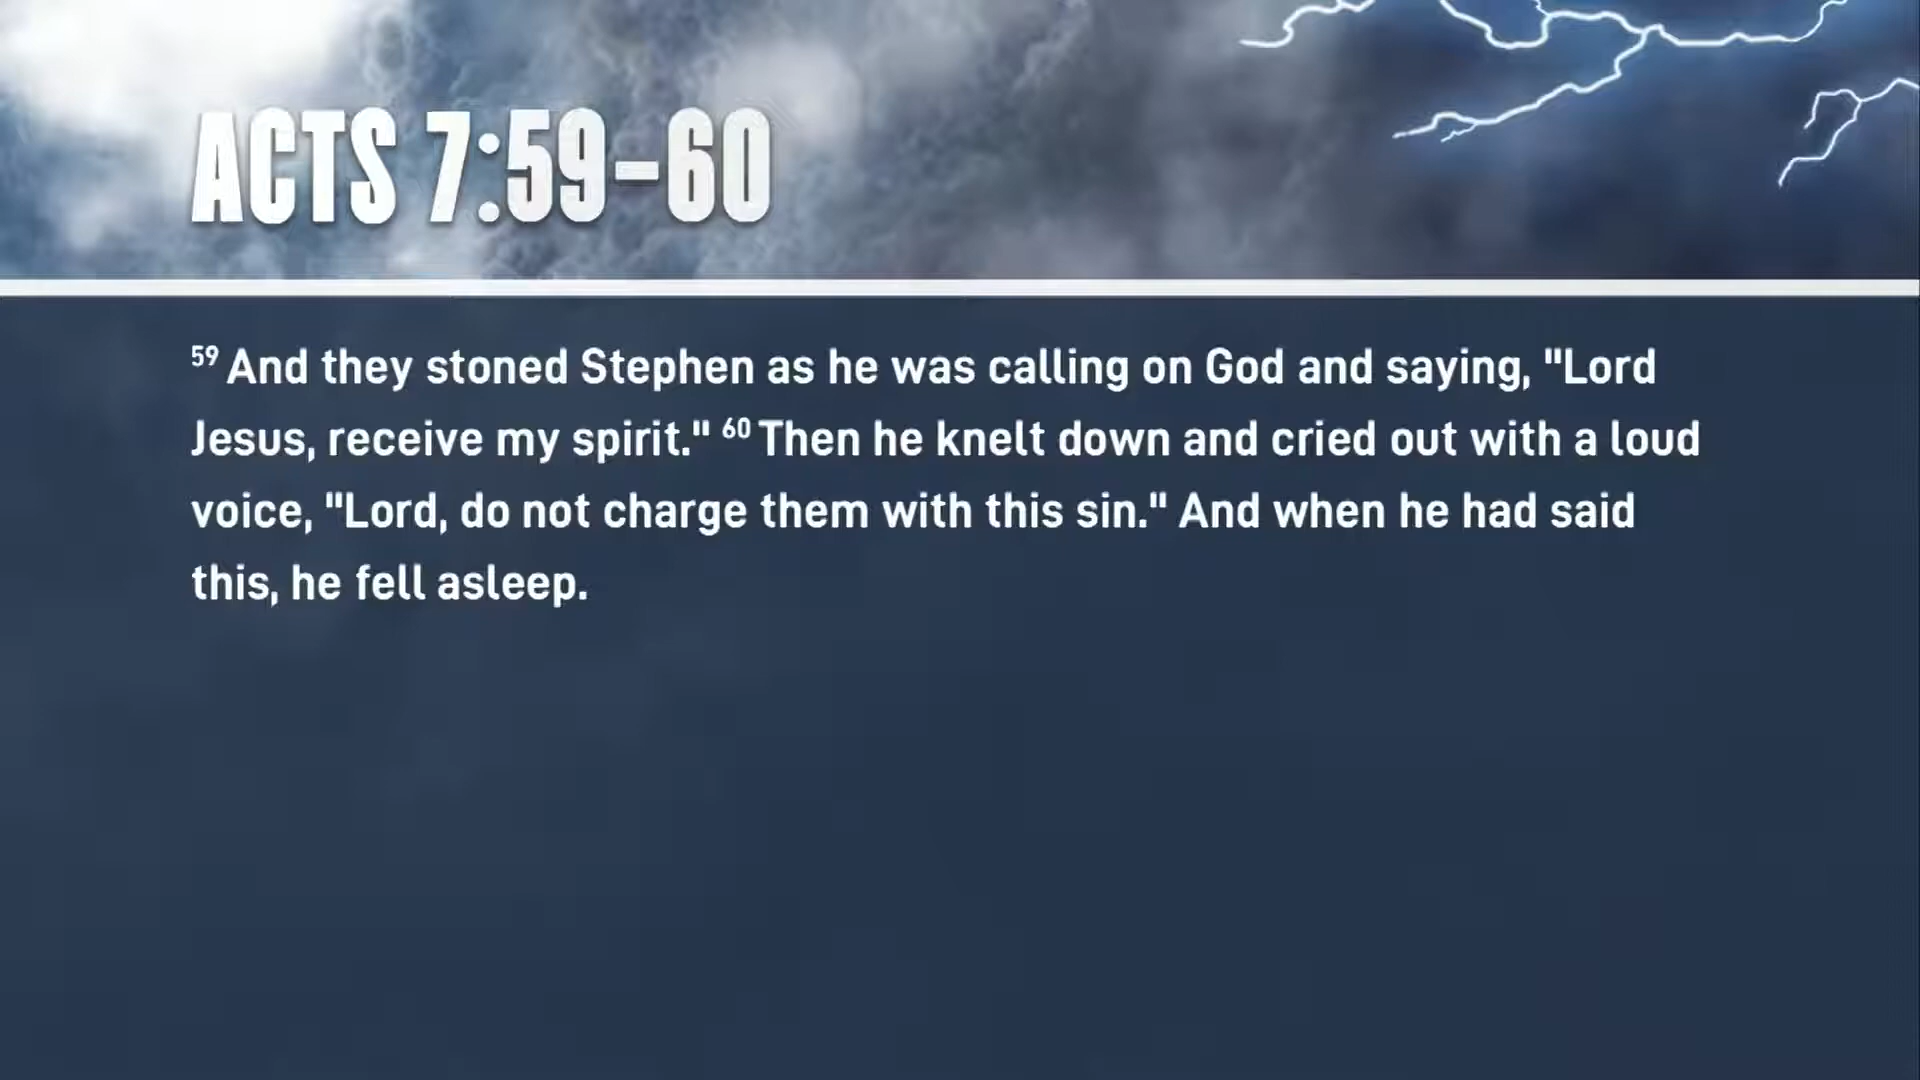 ACTS 7:59-60
59 And they stoned Stephen as he was calling on God and saying, "Lord
Jesus, receive my spirit." 60 Then he knelt down and cried out with a loud
voice, "Lord, do not charge them with this sin." And when he had said
this, he fell asleep.